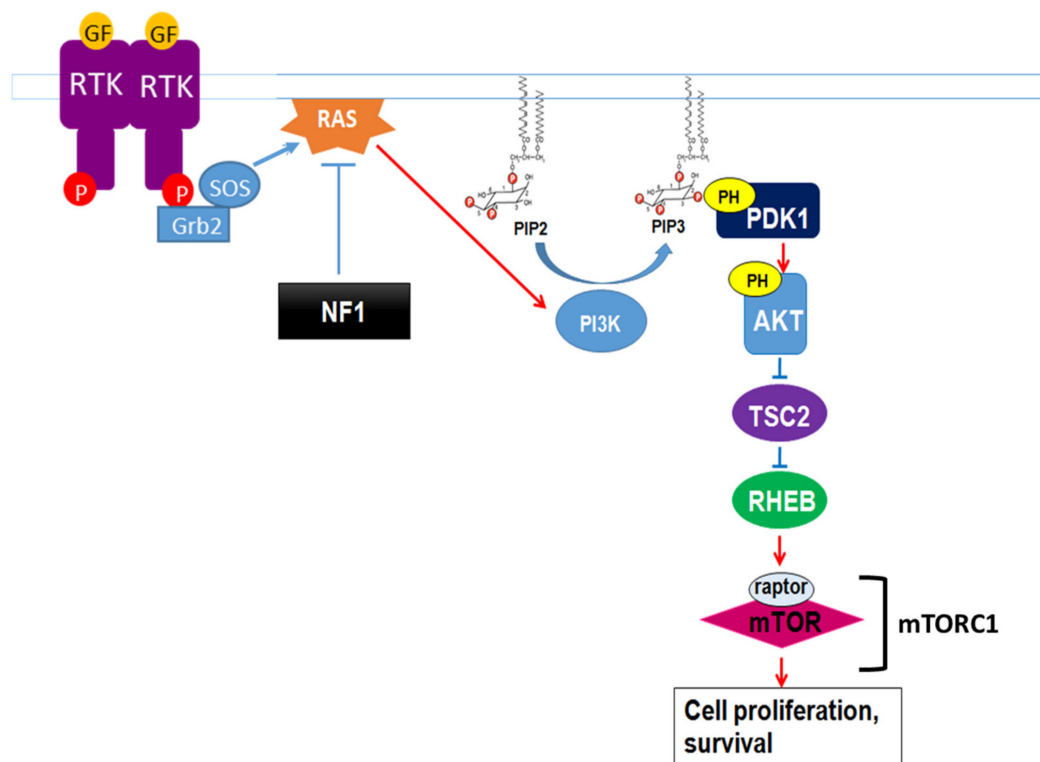 GF
GF
RTK
RTK
RAS
P
P
SOS
Grb2
NF1
PIP2
PIP3
PI3K
PH
PDK1
PH
AKT
TSC2
RHEB
raptor
mTOR
mTORC1
Cell proliferation,
survival